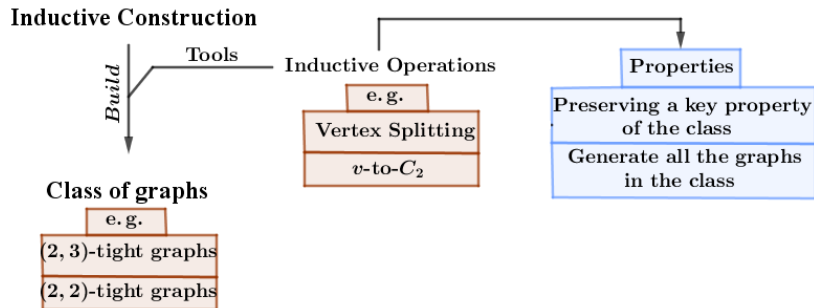 Inductive Construction
Build
Tools
Inductive Operations
e.g.
Vertex Splitting
v-to-C₂
Properties
Preserving a key property
of the class
Generate all the graphs
in the class
Class of graphs
e.g.
(2, 3)-tight graphs
(2, 2)-tight graphs